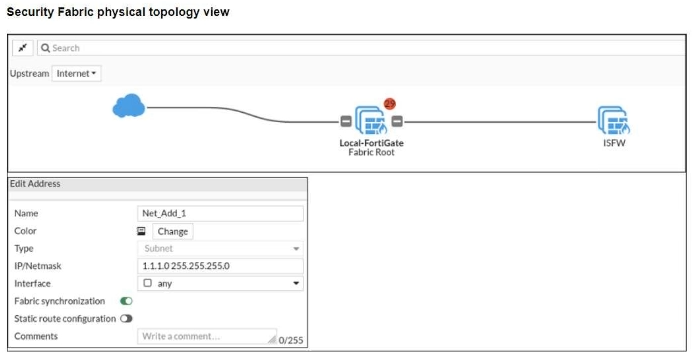 Security Fabric physical topology view
Search
Upstream Internet
29
Local-FortiGate
Fabric Root
ISFW
Edit Address
Name Net_Add_1
Color Change
Type Subnet
IP/Netmask 1.1.1.0 255.255.255.0
Interface any
Fabric synchronization
Static route configuration
Comments Write a comment... 0/255